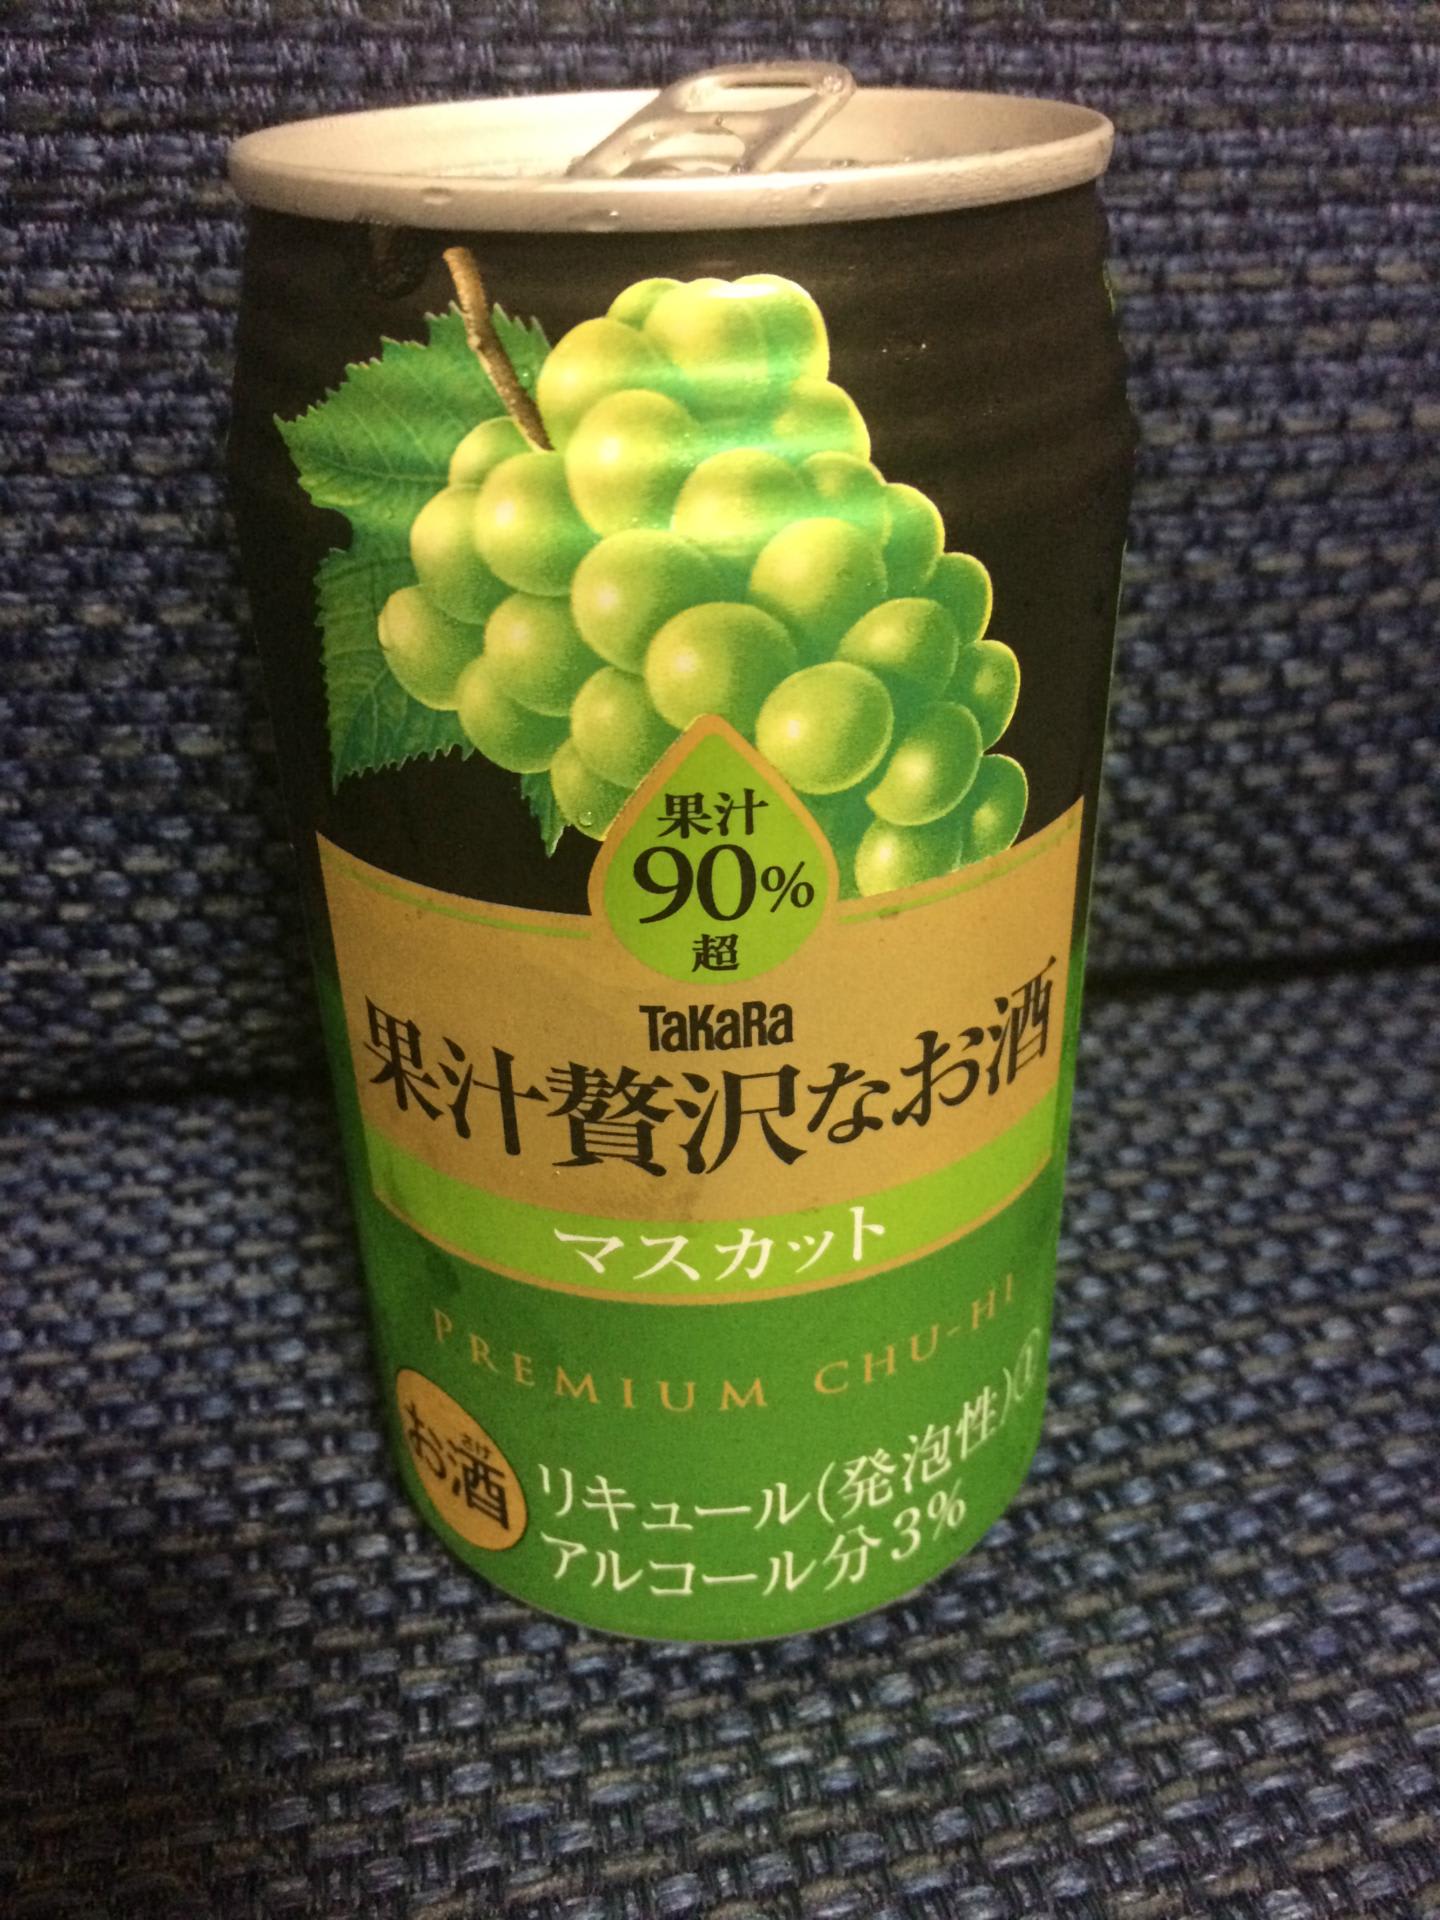 果汁
90%
超
TaKaRa
果汁贅沢なお酒
マスカット
PREMIUM CHU-HI
お酒
さけ
リキュール(発泡性)①
アルコール分3%